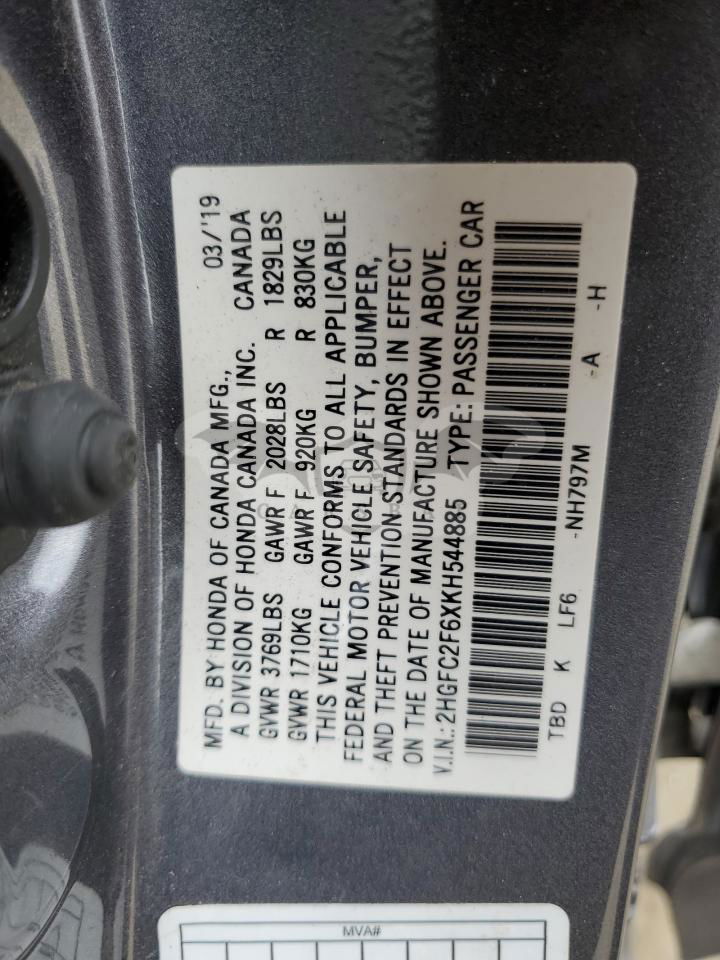 MFD. BY HONDA OF CANADA MFG., 03/'19
A DIVISION OF HONDA CANADA INC. CANADA
GVWR 3769LBS GAWR F 2028LBS R 1829LBS
GVWR 1710KG GAWR F 920KG R 830KG
THIS VEHICLE CONFORMS TO ALL APPLICABLE
FEDERAL MOTOR VEHICLE SAFETY, BUMPER,
AND THEFT PREVENTION STANDARDS IN EFFECT
ON THE DATE OF MANUFACTURE SHOWN ABOVE.
V.I.N.: 2HGFC2F6XKH544885 TYPE: PASSENGER CAR
TBD K LF6 -NH797M -A -H
MVA#